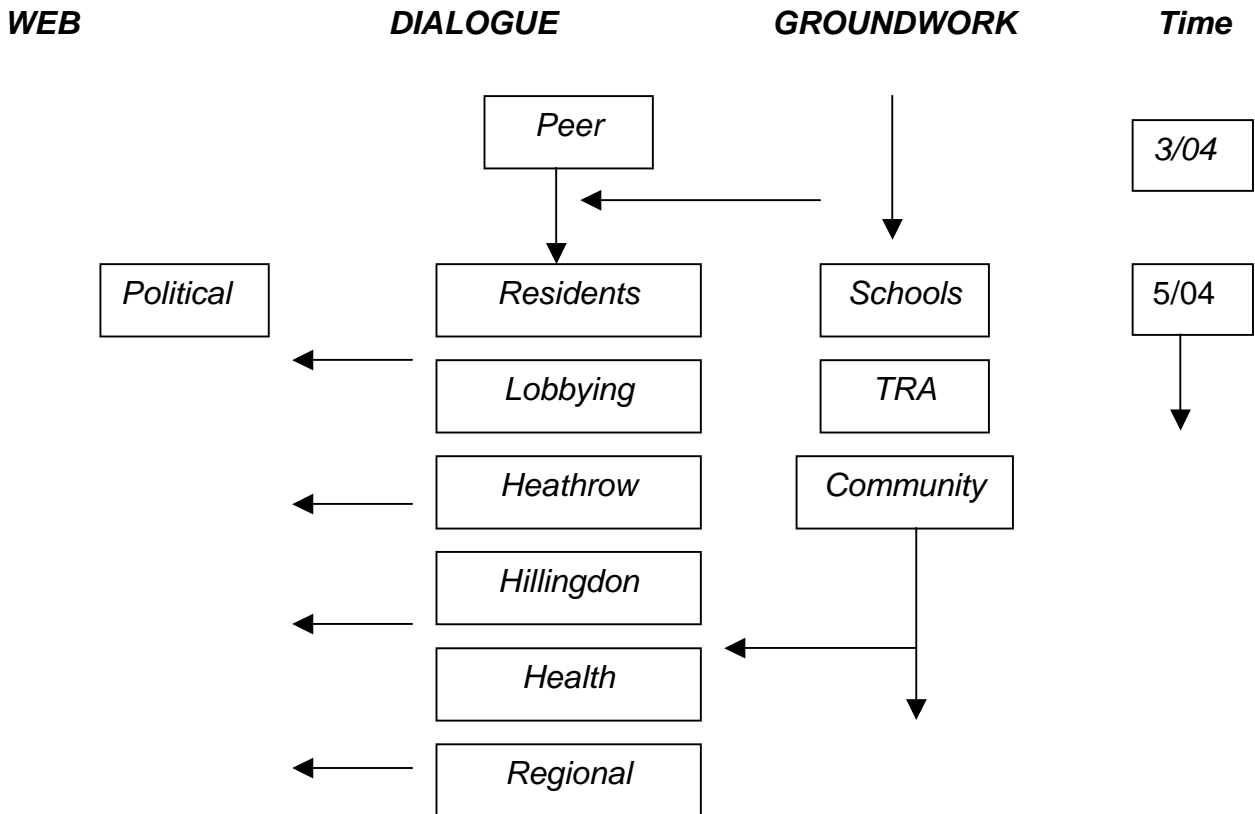 WEB DIALOGUE GROUNDWORK Time
Peer
3/04
Political Residents Schools 5/04
Lobbying TRA
Heathrow Community
Hillingdon
Health
Regional